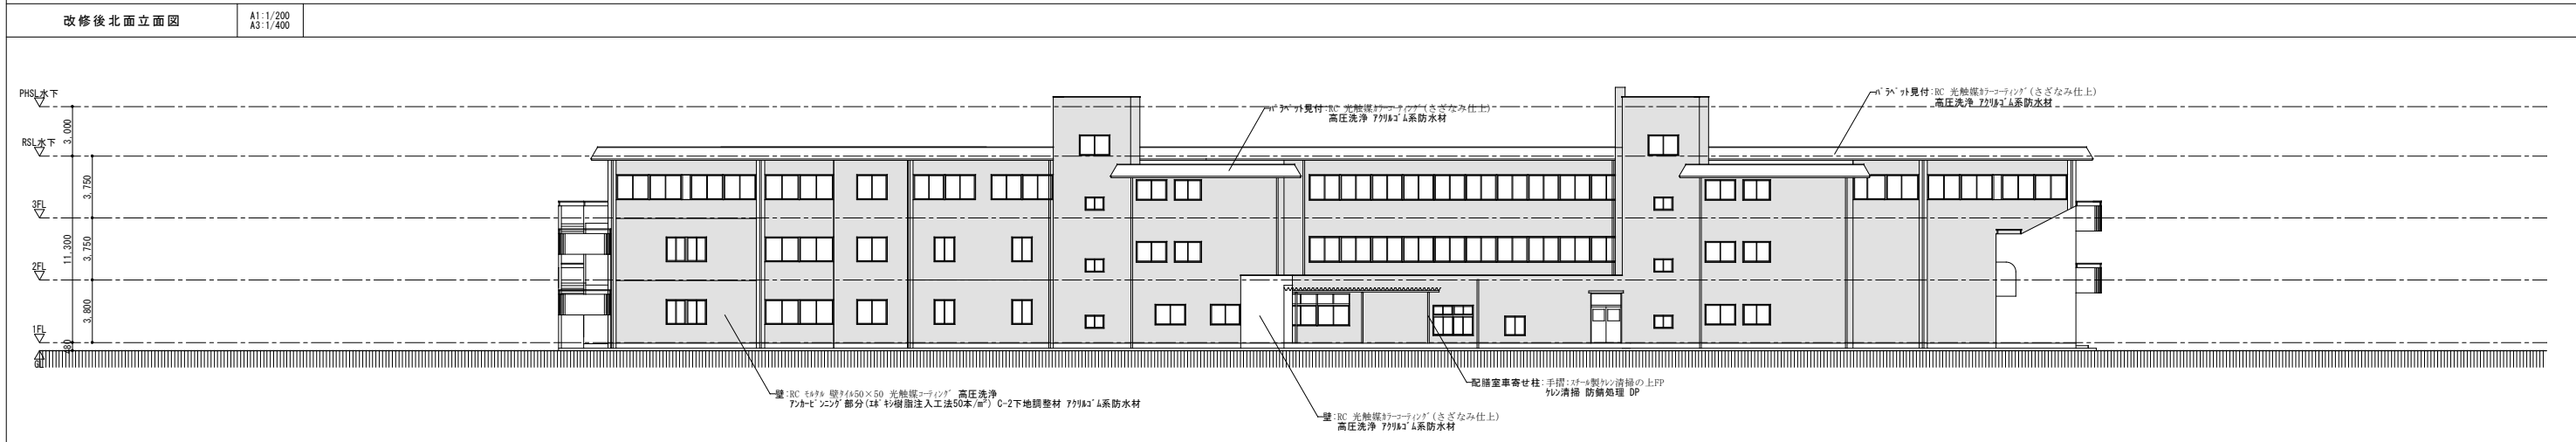 改修後北面立面図
A1:1/200
A3:1/400
PHSL水下
RSL水下
3FL
2FL
1FL
GL
3,000
11,300
480
3,750
3,750
3,800
ﾊﾟﾗﾍﾟｯﾄ見付:RC 光触媒ｶﾗｰｺｰﾃｨﾝｸﾞ(さざなみ仕上)
高圧洗浄 ｱｸﾘﾙｺﾞﾑ系防水材
ﾊﾟﾗﾍﾟｯﾄ見付:RC 光触媒ｶﾗｰｺｰﾃｨﾝｸﾞ(さざなみ仕上)
高圧洗浄 ｱｸﾘﾙｺﾞﾑ系防水材
壁:RC ﾓﾙﾀﾙ 壁ﾀｲﾙ50×50 光触媒ｺｰﾃｨﾝｸﾞ 高圧洗浄
ｱﾝｶｰﾋﾟﾝﾆﾝｸﾞ部分(ｴﾎﾟｷｼ樹脂注入工法50本/㎡) C-2下地調整材 ｱｸﾘﾙｺﾞﾑ系防水材
壁:RC 光触媒ｶﾗｰｺｰﾃｨﾝｸﾞ(さざなみ仕上)
高圧洗浄 ｱｸﾘﾙｺﾞﾑ系防水材
配膳室車寄せ柱:手摺:ｽﾁｰﾙ製ｹﾚﾝ清掃の上FP
ｹﾚﾝ清掃 防錆処理 DP